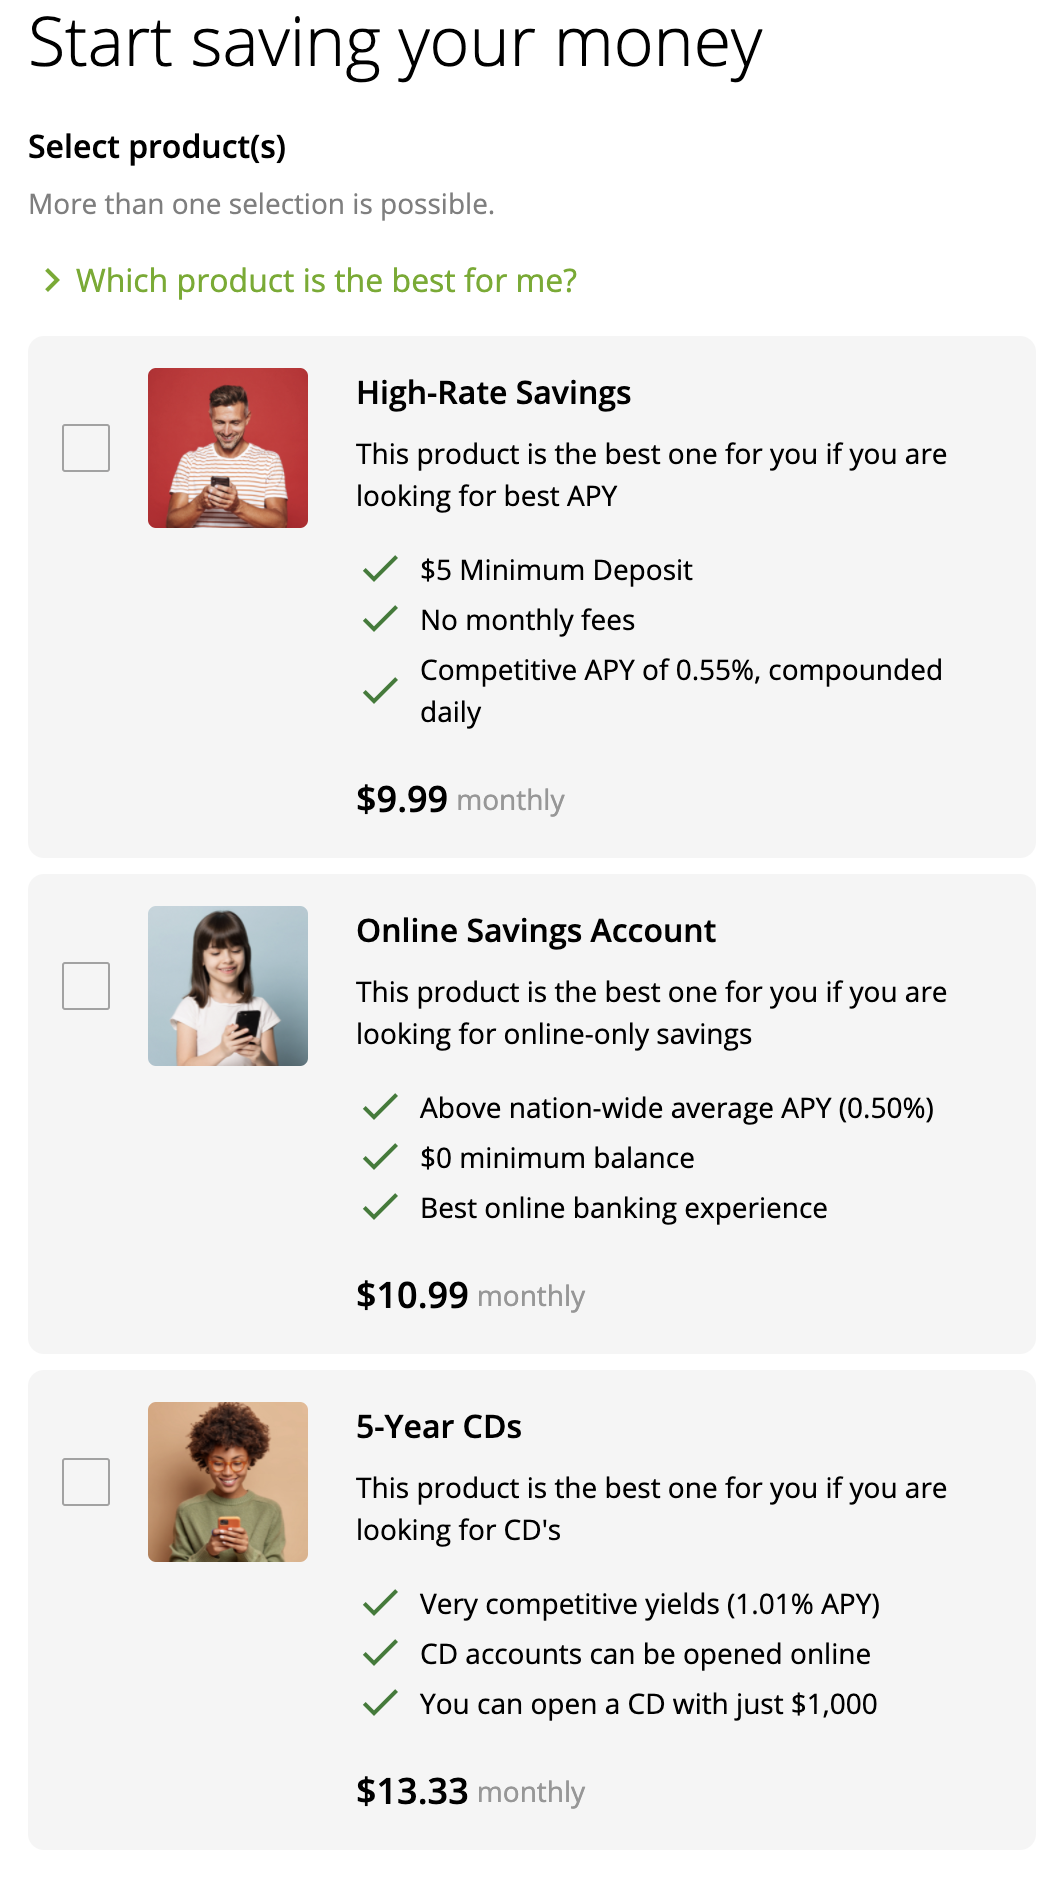 Start saving your money
Select product(s)
More than one selection is possible.
Which product is the best for me?
High-Rate Savings
This product is the best one for you if you are
looking for best APY
$5 Minimum Deposit
No monthly fees
Competitive APY of 0.55%, compounded
daily
$9.99 monthly
Online Savings Account
This product is the best one for you if you are
looking for online-only savings
Above nation-wide average APY (0.50%)
$0 minimum balance
Best online banking experience
$10.99 monthly
5-Year CDs
This product is the best one for you if you are
looking for CD's
Very competitive yields (1.01% APY)
CD accounts can be opened online
You can open a CD with just $1,000
$13.33 monthly